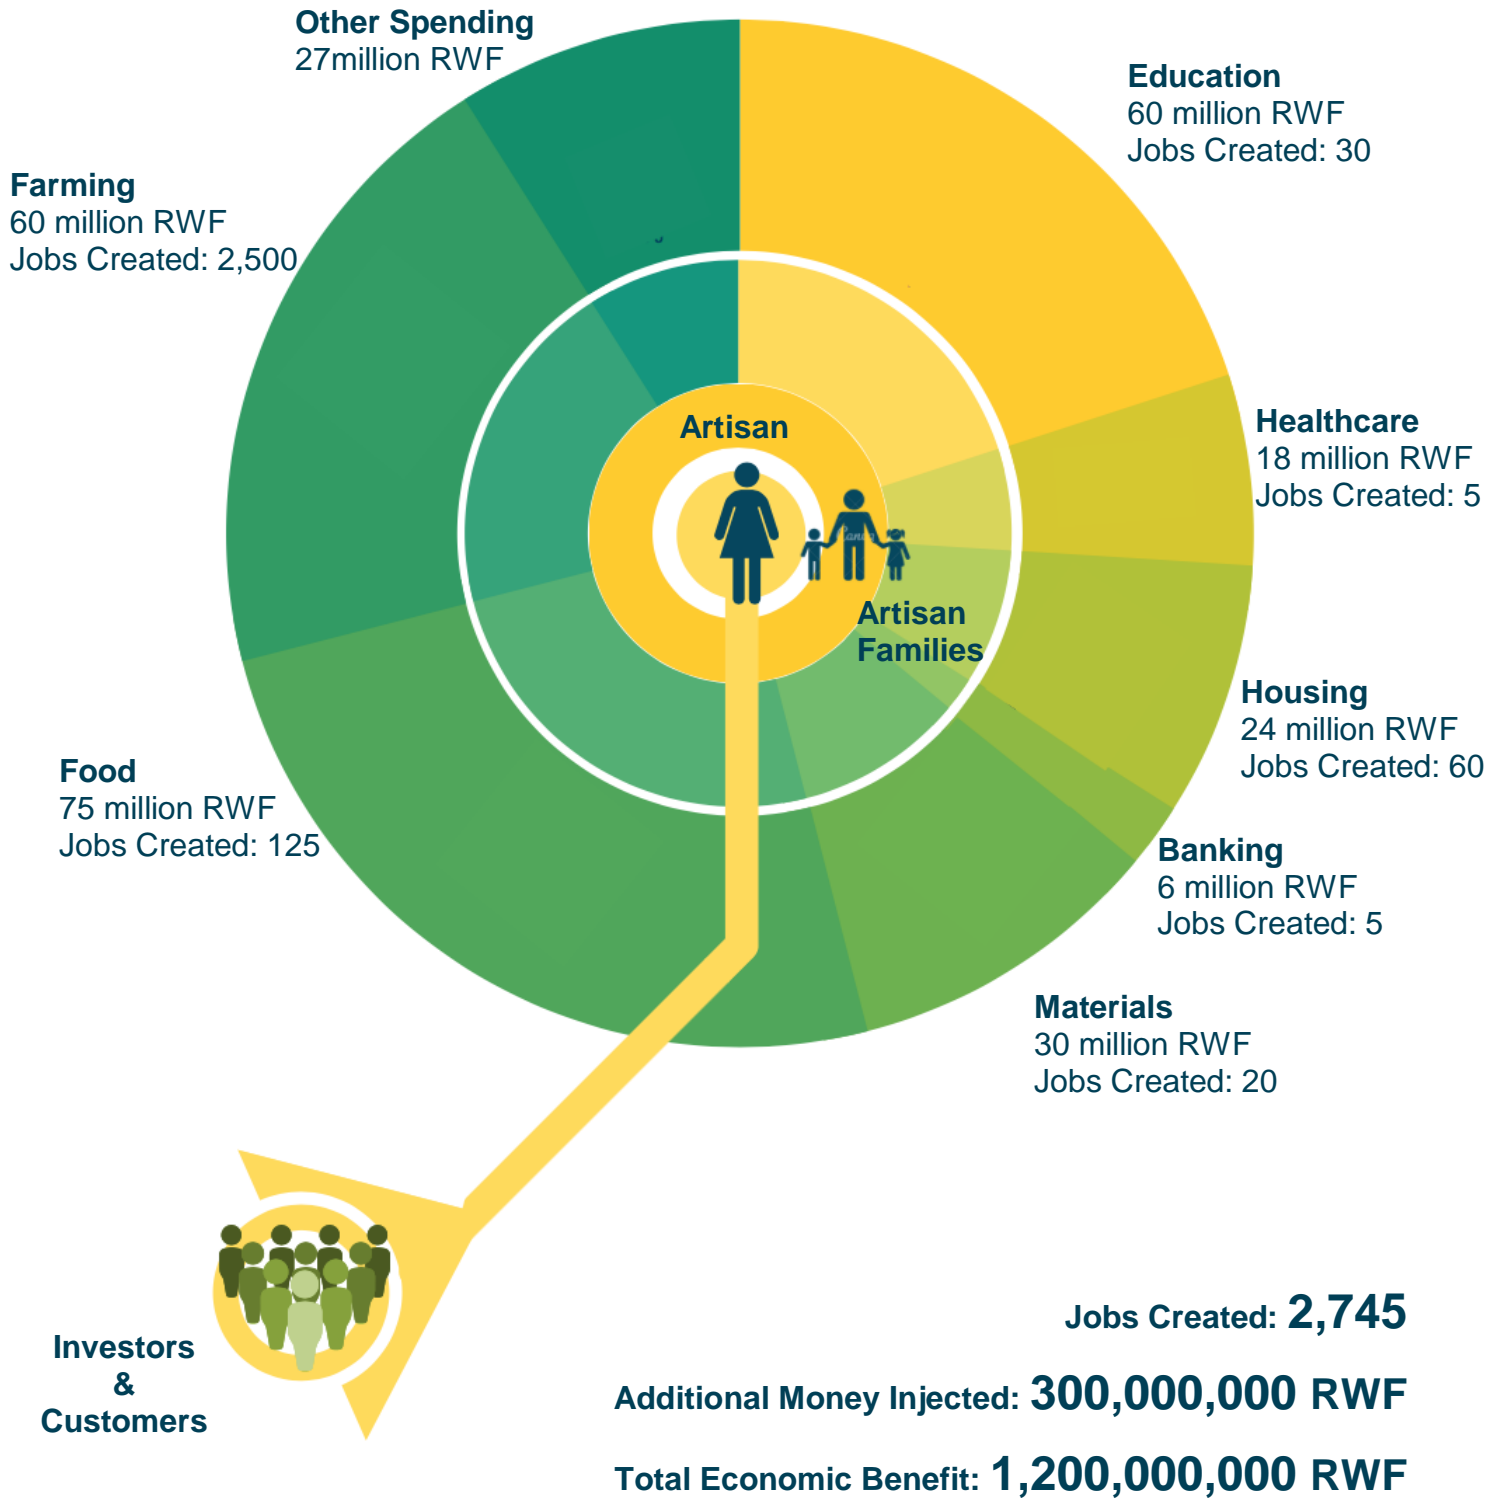 Other Spending
27million RWF
Education
60 million RWF
Jobs Created: 30
Farming
60 million RWF
Jobs Created: 2,500
Artisan
Healthcare
18 million RWF
Jobs Created: 5
Artisan
Families
Housing
24 million RWF
Jobs Created: 60
Food
75 million RWF
Jobs Created: 125
Banking
6 million RWF
Jobs Created: 5
Materials
30 million RWF
Jobs Created: 20
Investors
&
Customers
Jobs Created: 2,745
Additional Money Injected: 300,000,000 RWF
Total Economic Benefit: 1,200,000,000 RWF